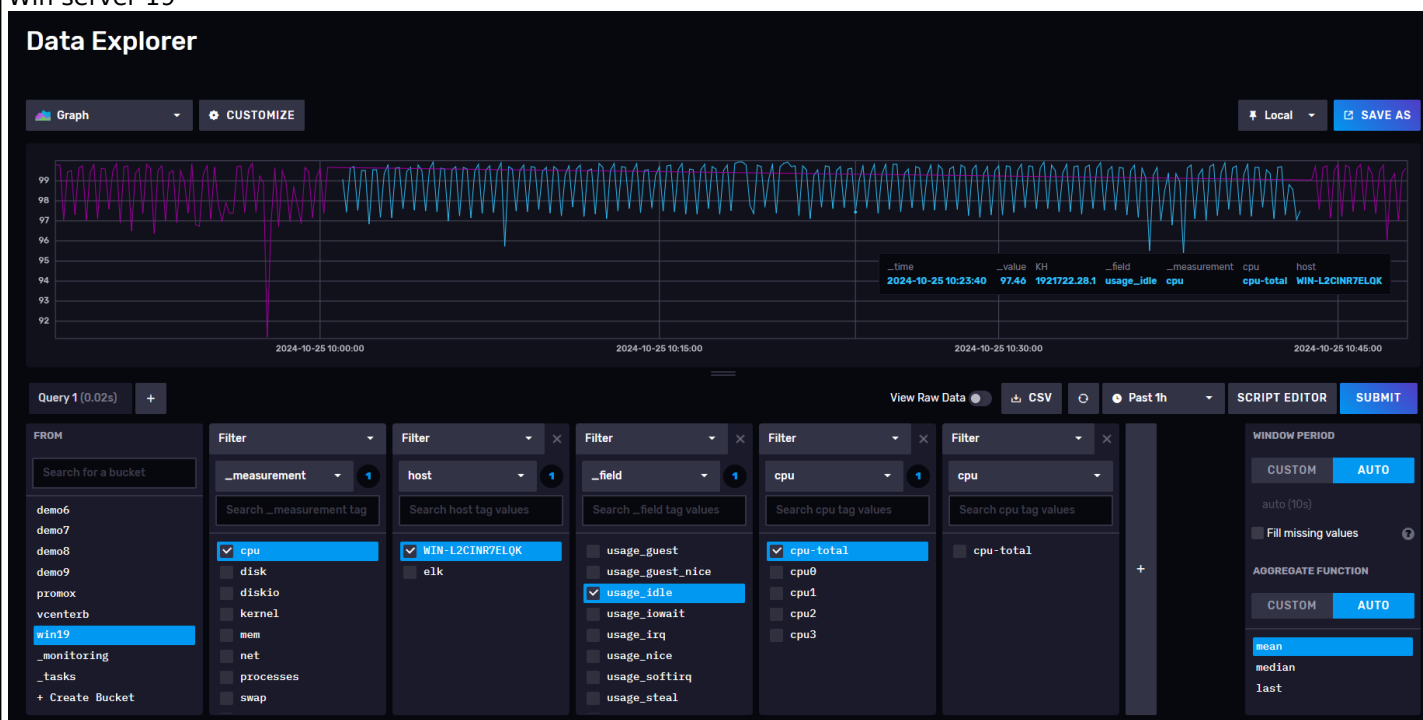 Win server 19
Data Explorer
Graph
CUSTOMIZE
Local
SAVE AS
99
98
97
96
95
94
93
92
_time _value KH _field _measurement cpu host
2024-10-25 10:23:40 97.46 1921722.28.1 usage_idle cpu cpu-total WIN-L2CINR7ELQK
2024-10-25 10:00:00 2024-10-25 10:15:00 2024-10-25 10:30:00 2024-10-25 10:45:00
Query 1 (0.02s) +
View Raw Data CSV Past 1h SCRIPT EDITOR SUBMIT
FROM
Search for a bucket
demo6
demo7
demo8
demo9
promox
vcenterb
win19
_monitoring
_tasks
+ Create Bucket
Filter
_measurement 1
Search _measurement tag
cpu
disk
diskio
kernel
mem
net
processes
swap
Filter
host 1
Search host tag values
WIN-L2CINR7ELQK
elk
Filter
_field 1
Search _field tag values
usage_guest
usage_guest_nice
usage_idle
usage_iowait
usage_irq
usage_nice
usage_softirq
usage_steal
Filter
cpu 1
Search cpu tag values
cpu-total
cpu0
cpu1
cpu2
cpu3
Filter
cpu
Search cpu tag values
cpu-total
+
WINDOW PERIOD
CUSTOM AUTO
auto (10s)
Fill missing values ?
AGGREGATE FUNCTION
CUSTOM AUTO
mean
median
last